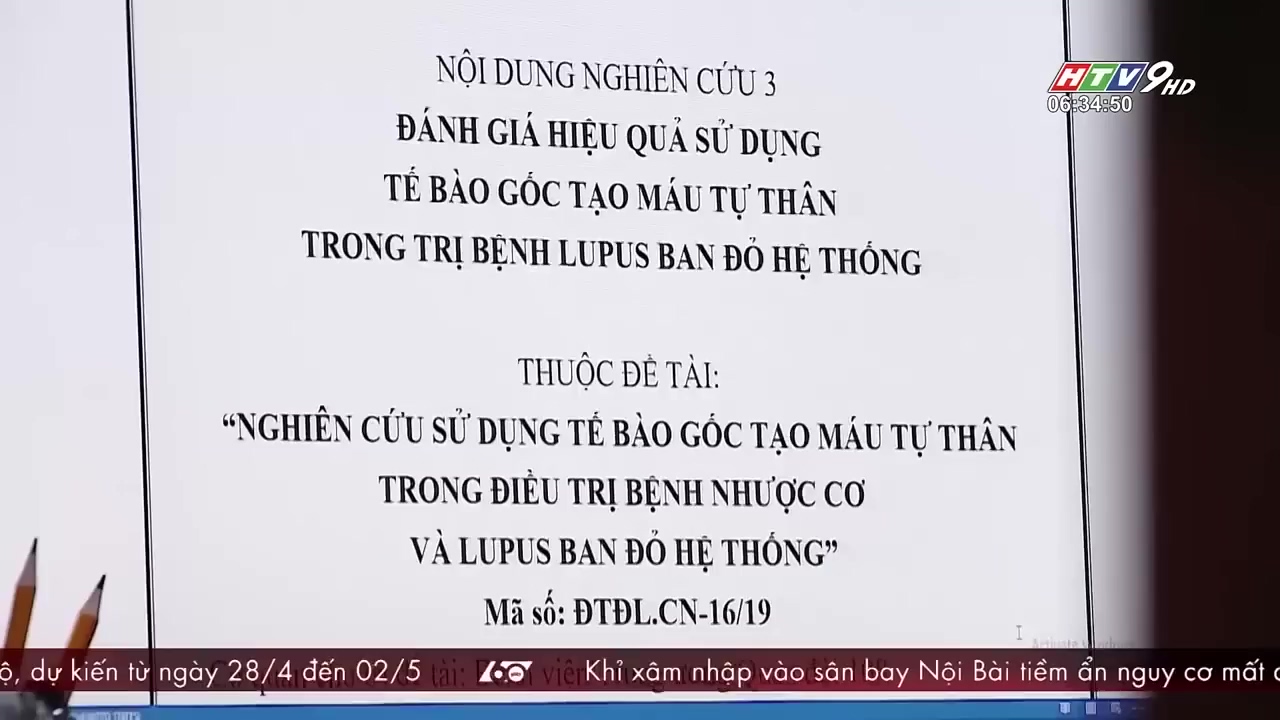 NỘI DUNG NGHIÊN CỨU 3
HTV9 HD
06:34:50
ĐÁNH GIÁ HIỆU QUẢ SỬ DỤNG
TẾ BÀO GỐC TẠO MÁU TỰ THÂN
TRONG TRỊ BỆNH LUPUS BAN ĐỎ HỆ THỐNG
THUỘC ĐỀ TÀI:
“NGHIÊN CỨU SỬ DỤNG TẾ BÀO GỐC TẠO MÁU TỰ THÂN
TRONG ĐIỀU TRỊ BỆNH NHƯỢC CƠ
VÀ LUPUS BAN ĐỎ HỆ THỐNG”
Mã số: ĐTĐL.CN-16/19
dự kiến từ ngày 28/4 đến 02/5 60 Khỉ xâm nhập vào sân bay Nội Bài tiềm ẩn nguy cơ mất